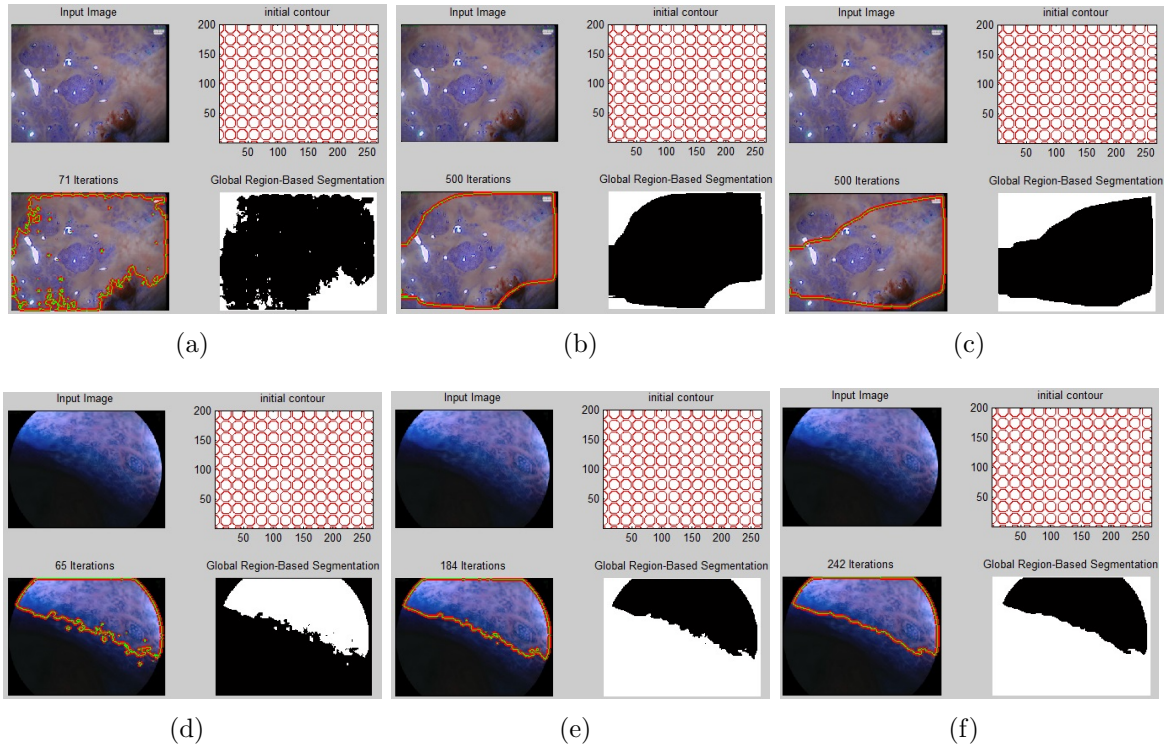 Input Image
initial contour
200
150
100
50
50 100 150 200 250
71 Iterations
Global Region-Based Segmentation
(a)
Input Image
initial contour
200
150
100
50
50 100 150 200 250
500 Iterations
Global Region-Based Segmentation
(b)
Input Image
initial contour
200
150
100
50
50 100 150 200 250
500 Iterations
Global Region-Based Segmentation
(c)
Input Image
initial contour
200
150
100
50
50 100 150 200 250
65 Iterations
Global Region-Based Segmentation
(d)
Input Image
initial contour
200
150
100
50
50 100 150 200 250
184 Iterations
Global Region-Based Segmentation
(e)
Input Image
initial contour
200
150
100
50
50 100 150 200 250
242 Iterations
Global Region-Based Segmentation
(f)